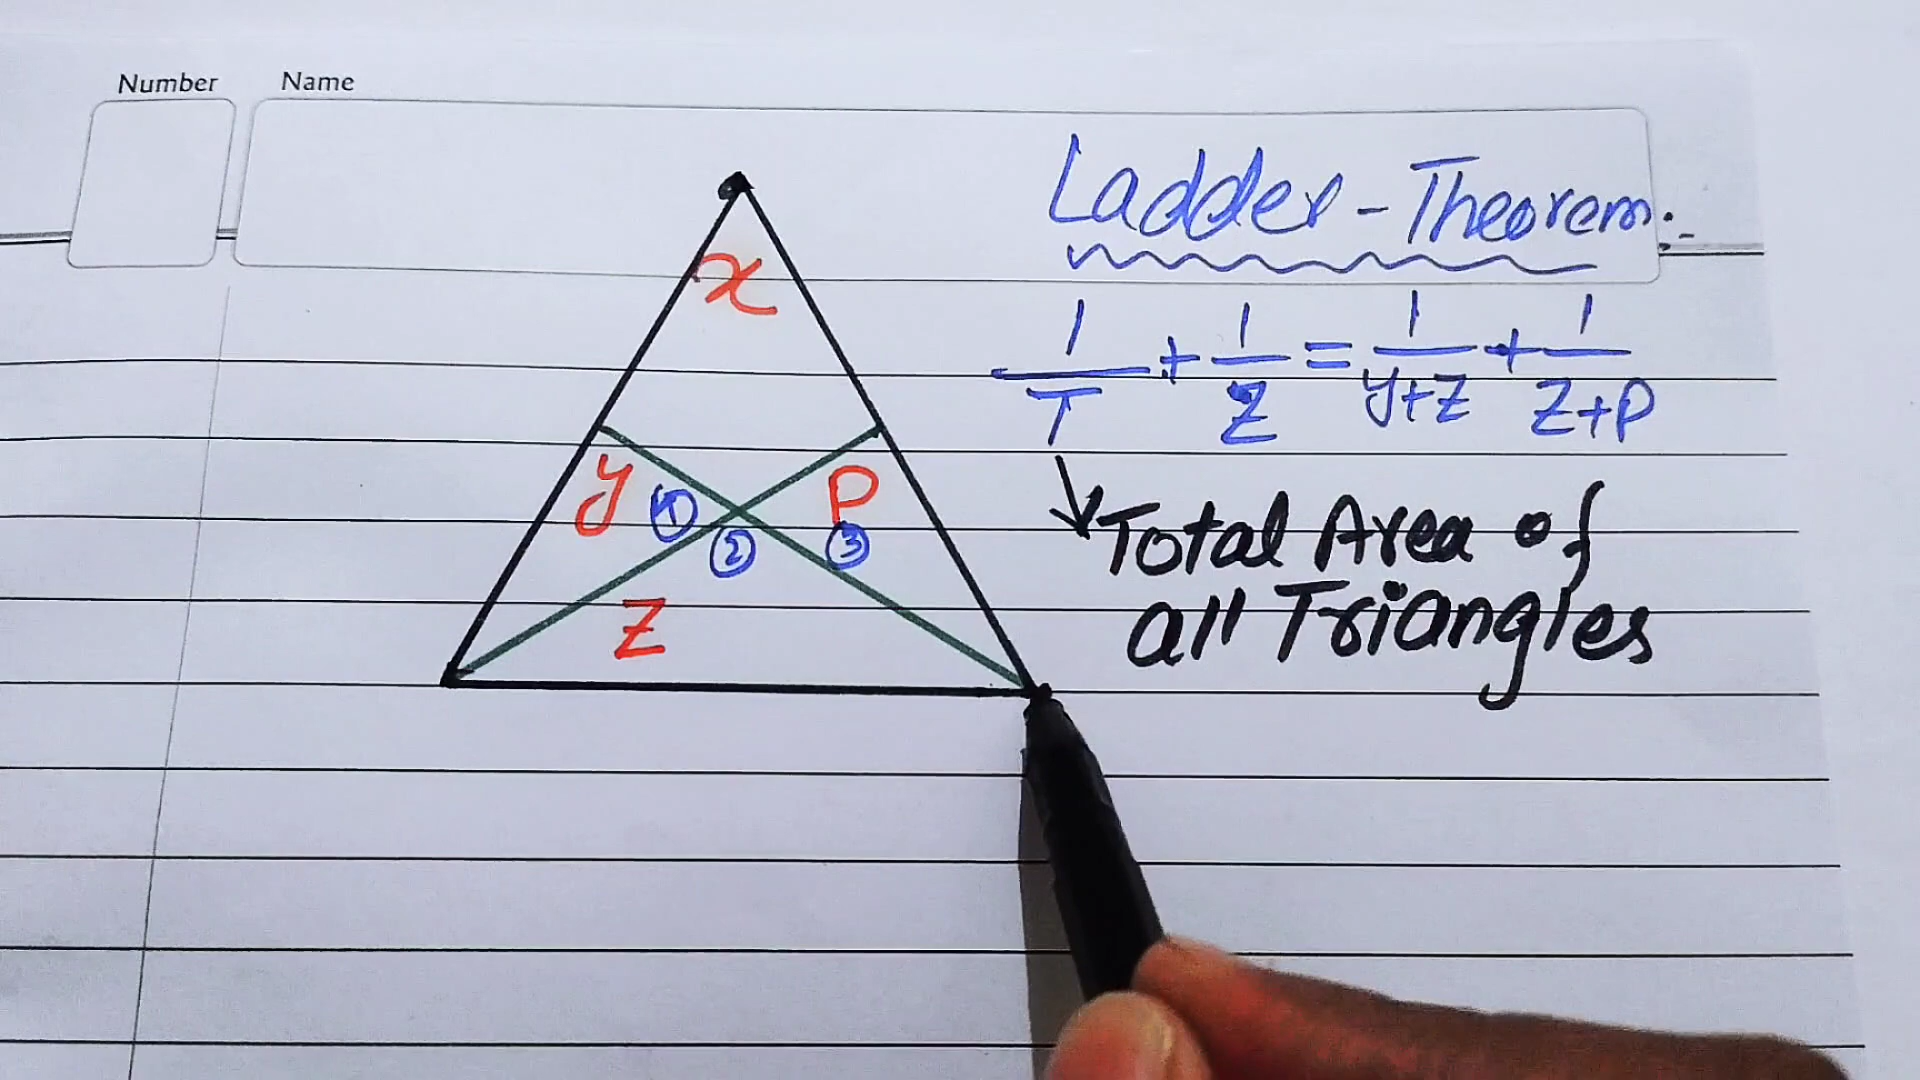 Number Name
Ladder-Theorem:-
1/T + 1/Z = 1/y+Z + 1/Z+P
Total Area of
all Triangles
x
y ① P
② ③
Z